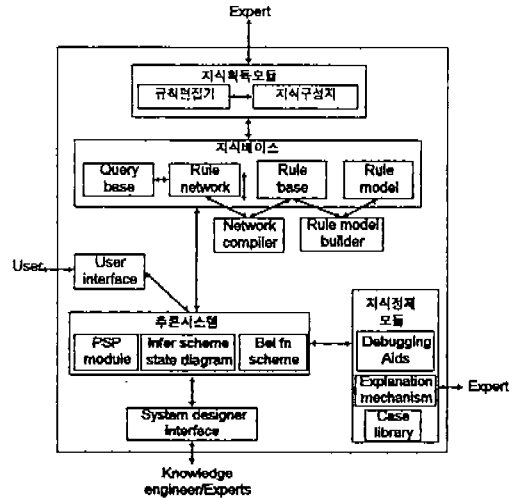 Expert
지식획득모듈
규칙편집기
지식구성자
지식베이스
Query
base
Rule
network
Rule
base
Rule
model
Network
compiler
Rule model
builder
User
User
interface
추론시스템
PSP
module
Infer scheme
state diagram
Bel fn
scheme
지식정제
모듈
Debugging
Aids
Explanation
mechanism
Case
library
Expert
System designer
interface
Knowledge
engineer/Experts